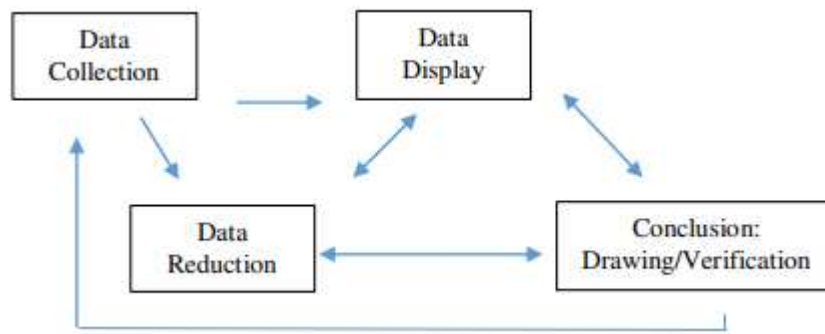 Data
Collection
Data
Display
Data
Reduction
Conclusion:
Drawing/Verification